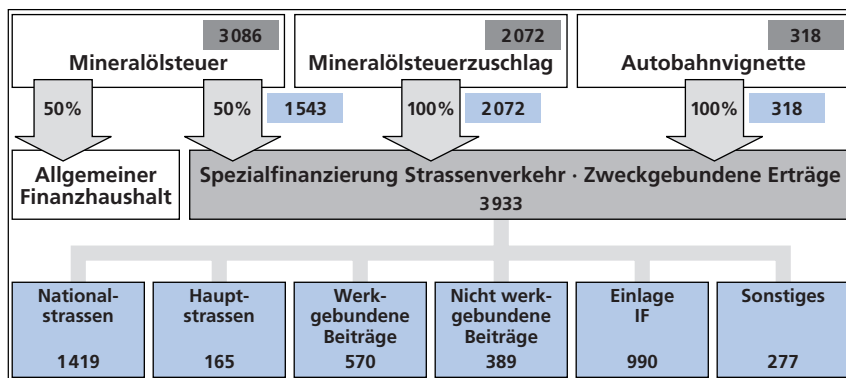 3086
Mineralölsteuer
2072
Mineralölsteuerzuschlag
318
Autobahnvignette
50%
50%
1543
100%
2072
100%
318
Allgemeiner
Finanzhaushalt
Spezialfinanzierung Strassenverkehr · Zweckgebundene Erträge
3933
National-
strassen
1419
Haupt-
strassen
165
Werk-
gebundene
Beiträge
570
Nicht werk-
gebundene
Beiträge
389
Einlage
IF
990
Sonstiges
277